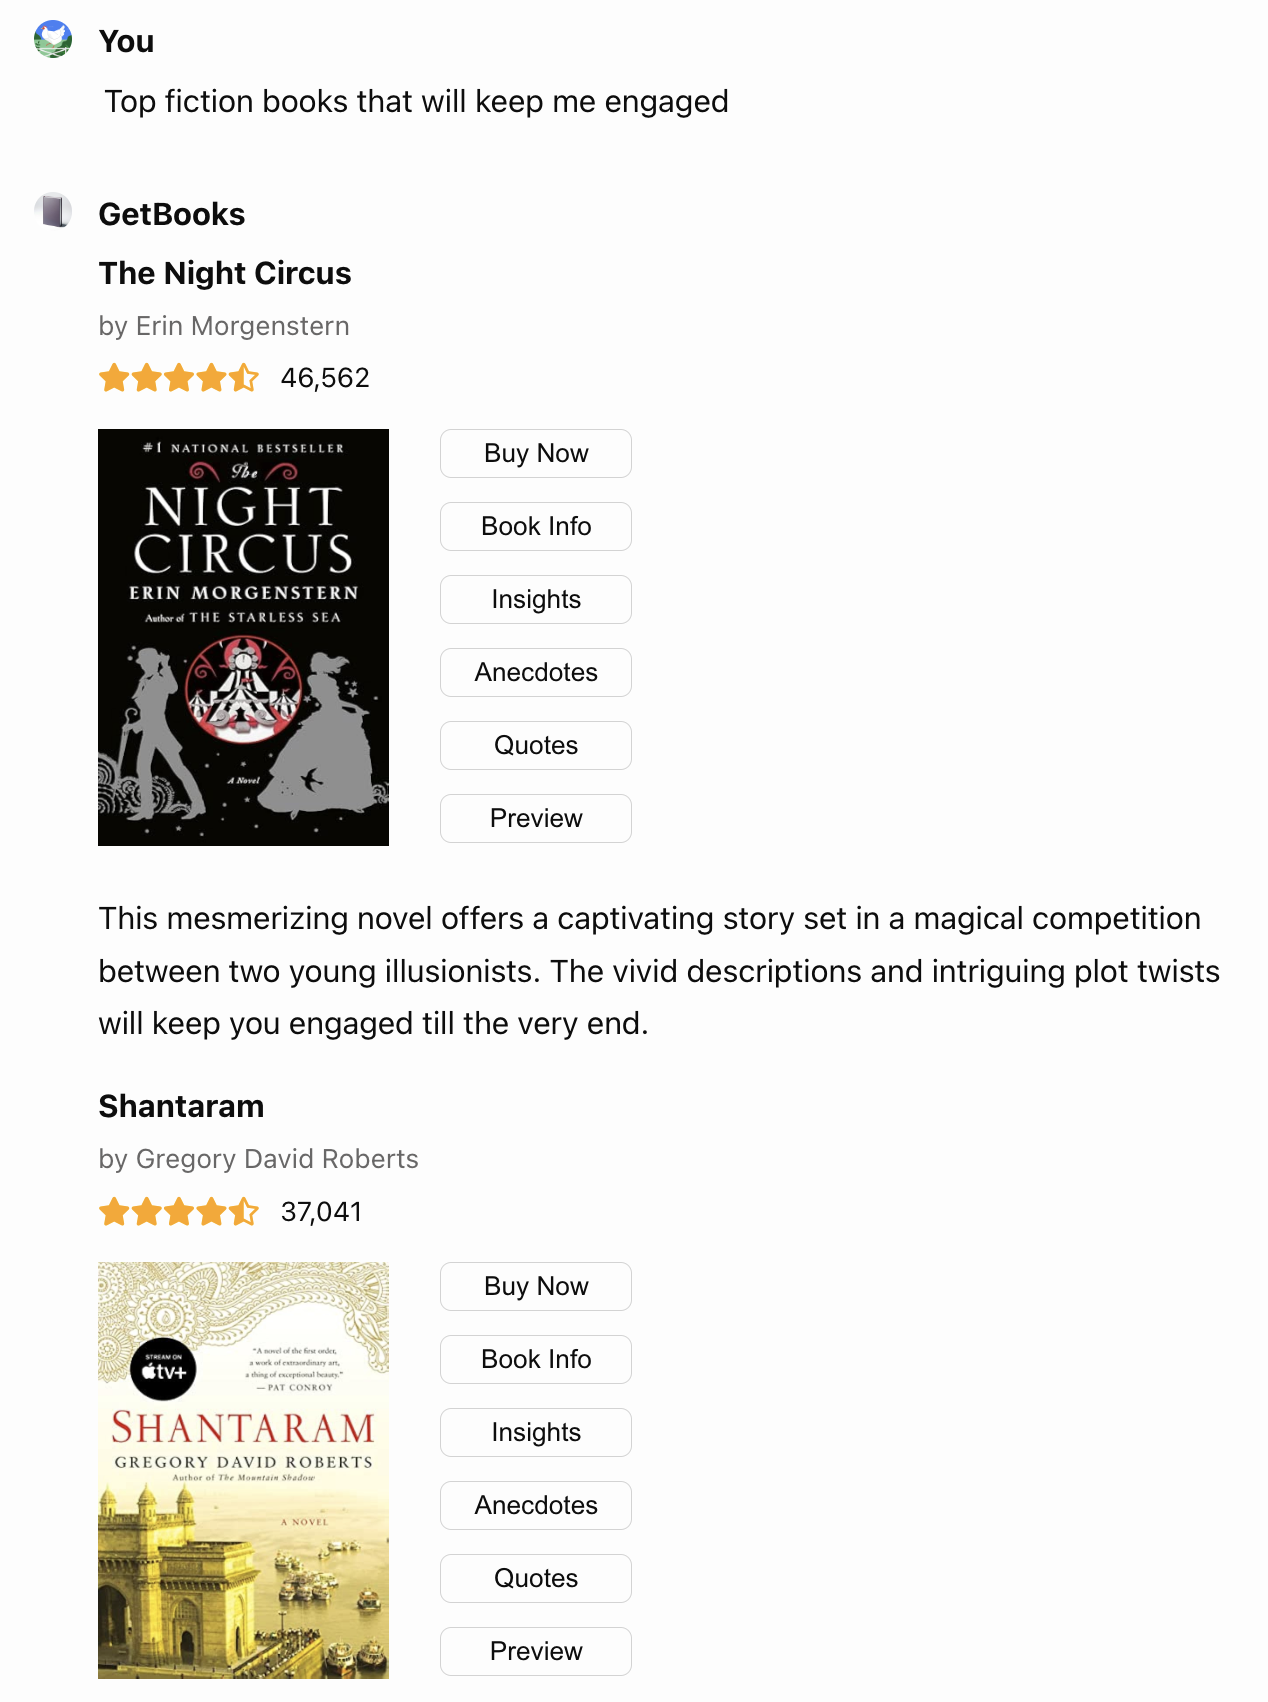 You
Top fiction books that will keep me engaged
GetBooks
The Night Circus
by Erin Morgenstern
46,562
#1 NATIONAL BESTSELLER
The
NIGHT
CIRCUS
ERIN MORGENSTERN
Author of THE STARLESS SEA
A Novel
Buy Now
Book Info
Insights
Anecdotes
Quotes
Preview
This mesmerizing novel offers a captivating story set in a magical competition
between two young illusionists. The vivid descriptions and intriguing plot twists
will keep you engaged till the very end.
Shantaram
by Gregory David Roberts
37,041
STREAM ON
tv+
"A novel of the first order,
a work of extraordinary art,
a thing of exceptional beauty."
— PAT CONROY
SHANTARAM
GREGORY DAVID ROBERTS
Author of The Mountain Shadow
A NOVEL
Buy Now
Book Info
Insights
Anecdotes
Quotes
Preview